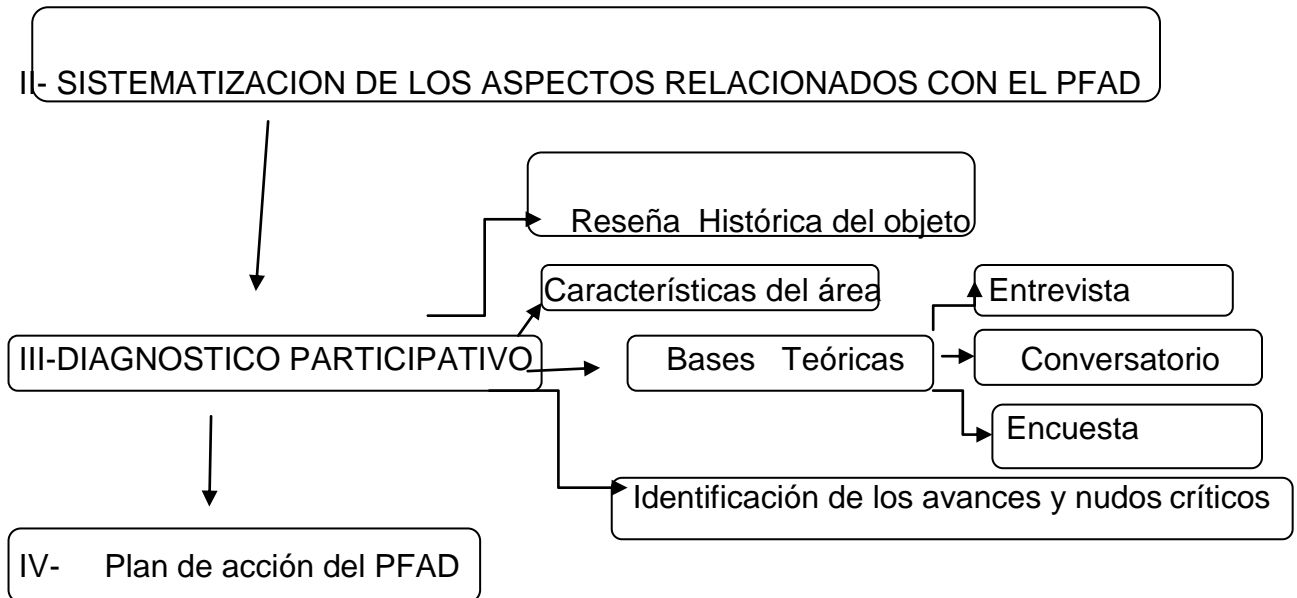 II- SISTEMATIZACION DE LOS ASPECTOS RELACIONADOS CON EL PFAD
Reseña Histórica del objeto
Características del área
Entrevista
III-DIAGNOSTICO PARTICIPATIVO
Bases Teóricas
Conversatorio
Encuesta
Identificación de los avances y nudos críticos
IV- Plan de acción del PFAD